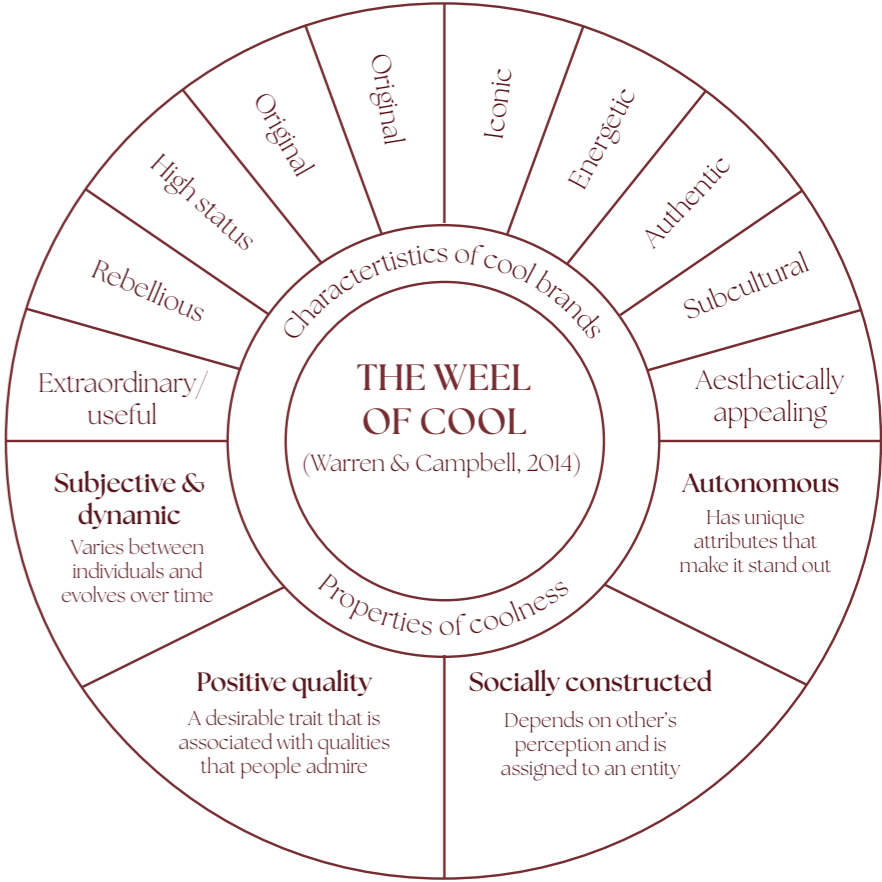 Extraordinary/
useful
Rebellious
High status
Original
Original
Iconic
Energetic
Authentic
Subcultural
Aesthetically
appealing
Charactertistics of cool brands
THE WEEL
OF COOL
(Warren & Campbell, 2014)
Properties of coolness
Subjective &
dynamic
Varies between
individuals and
evolves over time
Positive quality
A desirable trait that is
associated with qualities
that people admire
Socially constructed
Depends on other's
perception and is
assigned to an entity
Autonomous
Has unique
attributes that
make it stand out